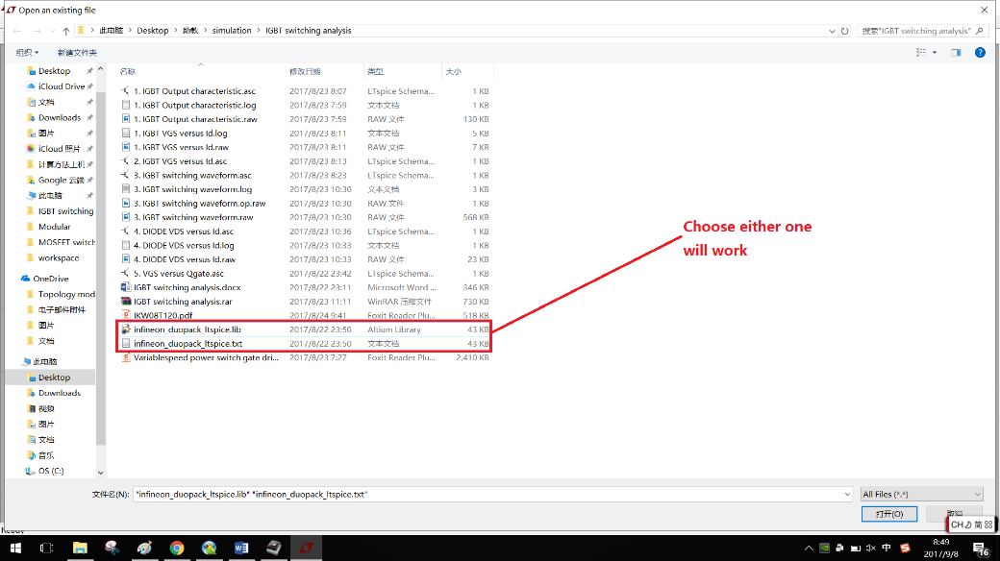 Open an existing file
此电脑 > Desktop > 助教 > simulation > IGBT switching analysis
搜索"IGBT switching analysis"
组织 新建文件夹
名称 修改日期 类型 大小
Desktop
iCloud Drive
文档
Downloads
图片
iCloud 照片
计算方法上机
Google 云端
此电脑
IGBT switching
Modular
MOSFET switch
workspace
OneDrive
Topology mod
电子部件附件
图片
文档
此电脑
Desktop
Downloads
视频
图片
文档
音乐
OS (C:)
1. IGBT Output characteristic.asc 2017/8/23 8:07 LTspice Schema... 1 KB
1. IGBT Output characteristic.log 2017/8/23 7:59 文本文档 1 KB
1. IGBT Output characteristic.raw 2017/8/23 7:59 RAW 文件 130 KB
1. IGBT VGS versus Id.log 2017/8/23 8:11 文本文档 5 KB
1. IGBT VGS versus Id.raw 2017/8/23 8:11 RAW 文件 7 KB
2. IGBT VGS versus Id.asc 2017/8/23 8:13 LTspice Schema... 1 KB
3. IGBT switching waveform.asc 2017/8/23 8:23 LTspice Schema... 1 KB
3. IGBT switching waveform.log 2017/8/23 10:30 文本文档 3 KB
3. IGBT switching waveform.op.raw 2017/8/23 10:30 RAW 文件 1 KB
3. IGBT switching waveform.raw 2017/8/23 10:30 RAW 文件 568 KB
4. DIODE VDS versus Id.asc 2017/8/23 10:36 LTspice Schema... 1 KB
4. DIODE VDS versus Id.log 2017/8/23 10:33 文本文档 1 KB
4. DIODE VDS versus Id.raw 2017/8/23 10:33 RAW 文件 23 KB
5. VGS versus Qgate.asc 2017/8/22 23:42 LTspice Schema... 1 KB
IGBT switching analysis.docx 2017/8/22 23:11 Microsoft Word ... 346 KB
IGBT switching analysis.rar 2017/8/23 11:11 WinRAR 压缩文件 730 KB
IKW08T120.pdf 2017/8/24 9:41 Foxit Reader Plu... 518 KB
infineon_duopack_ltspice.lib 2017/8/22 23:50 Altium Library 43 KB
infineon_duopack_ltspice.txt 2017/8/22 23:50 文本文档 43 KB
Variablespeed power switch gate dri... 2017/8/23 7:27 Foxit Reader Plu... 2,410 KB
Choose either one
will work
文件名(N): "infineon_duopack_ltspice.lib" "infineon_duopack_ltspice.txt"
All Files (*.*)
打开(O) 取消
Ready
CH 简
中
8:49
2017/9/8
16